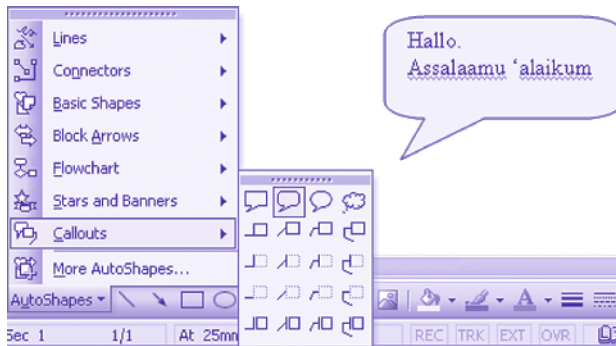 Lines
Connectors
Basic Shapes
Block Arrows
Flowchart
Stars and Banners
Callouts
More AutoShapes...
AutoShapes
Hallo.
Assalaamu ‘alaikum
Sec 1 1/1 At 25mm REC TRK EXT OVR